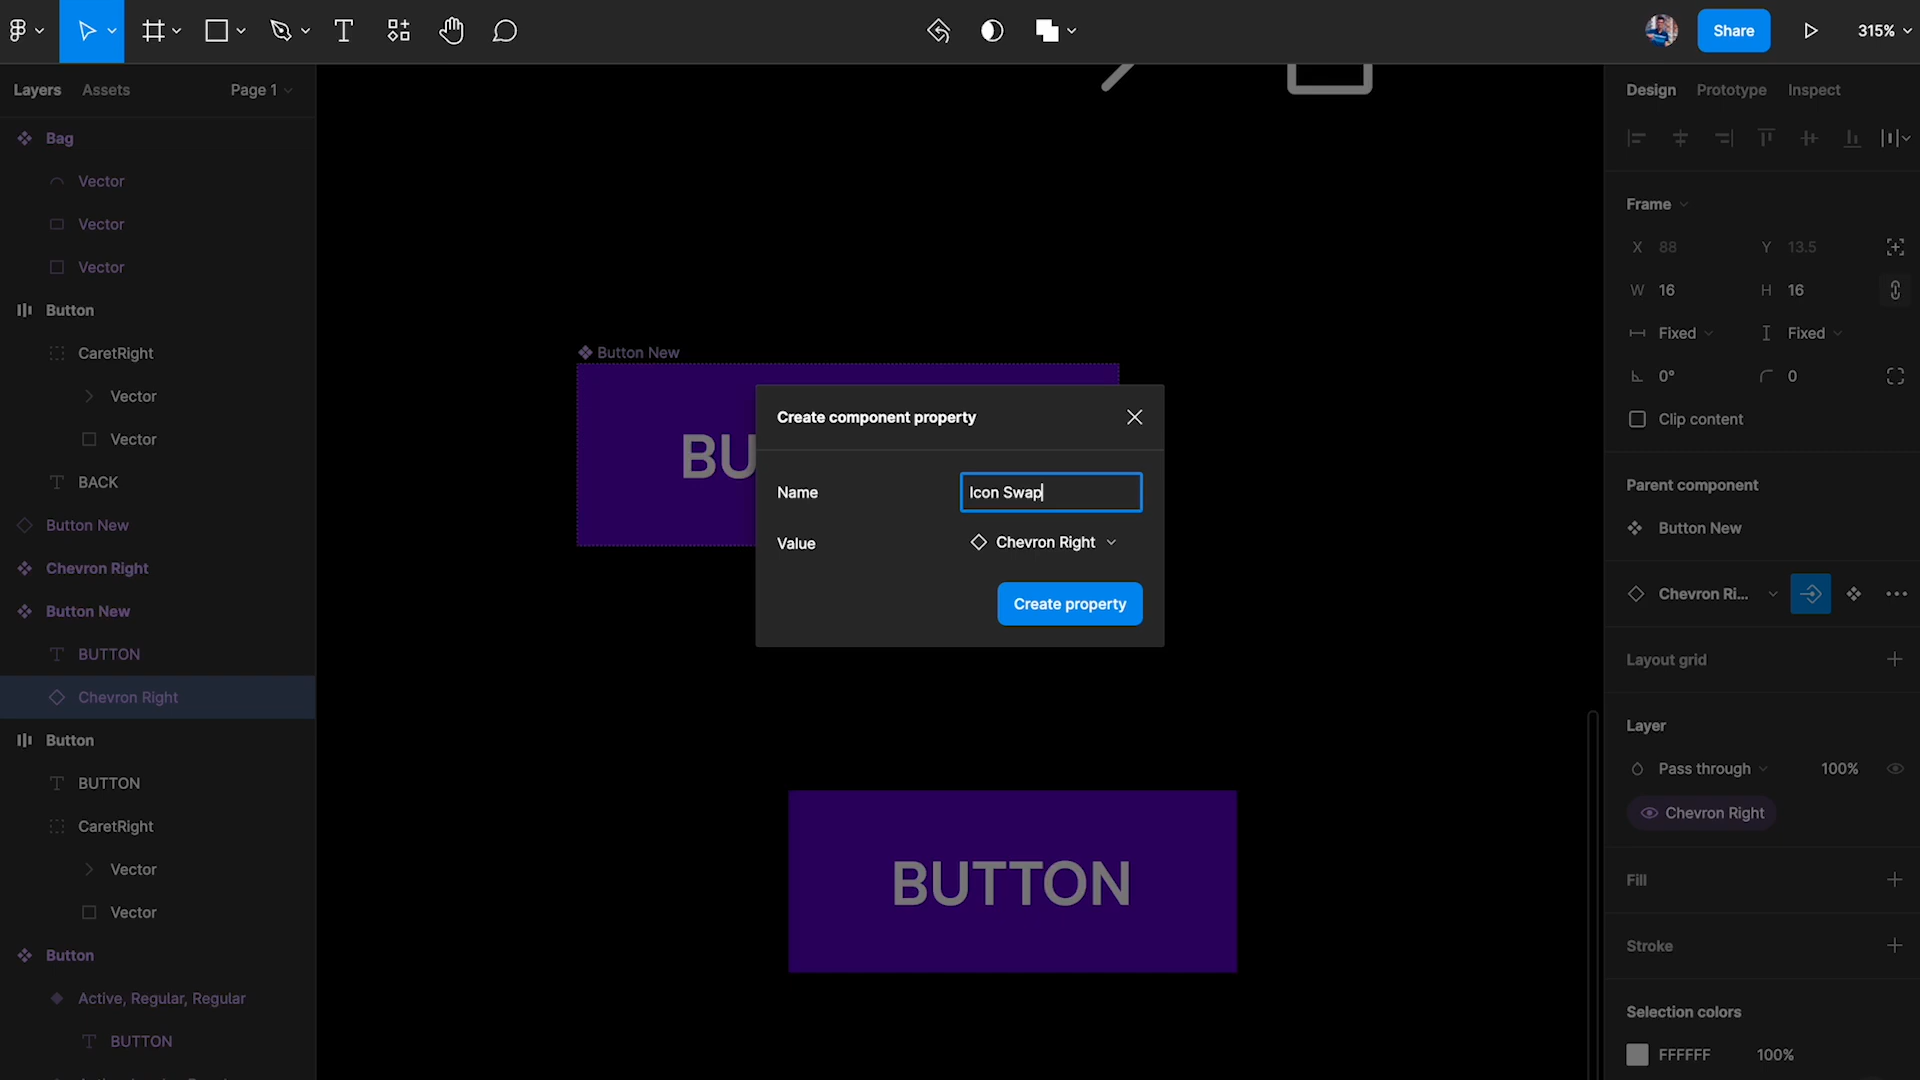 Share
315%
Layers
Assets
Page 1
Bag
Vector
Vector
Vector
Button
CaretRight
Vector
Vector
BACK
Button New
Chevron Right
Button New
BUTTON
Chevron Right
Button
BUTTON
CaretRight
Vector
Vector
Button
Active, Regular, Regular
BUTTON
Button New
BU
Create component property
Name
Icon Swap
Value
Chevron Right
Create property
BUTTON
Design
Prototype
Inspect
Frame
X 88
Y 13.5
W 16
H 16
Fixed
Fixed
0°
0
Clip content
Parent component
Button New
Chevron Ri...
Layout grid
Layer
Pass through
100%
Chevron Right
Fill
Stroke
Selection colors
FFFFFF
100%